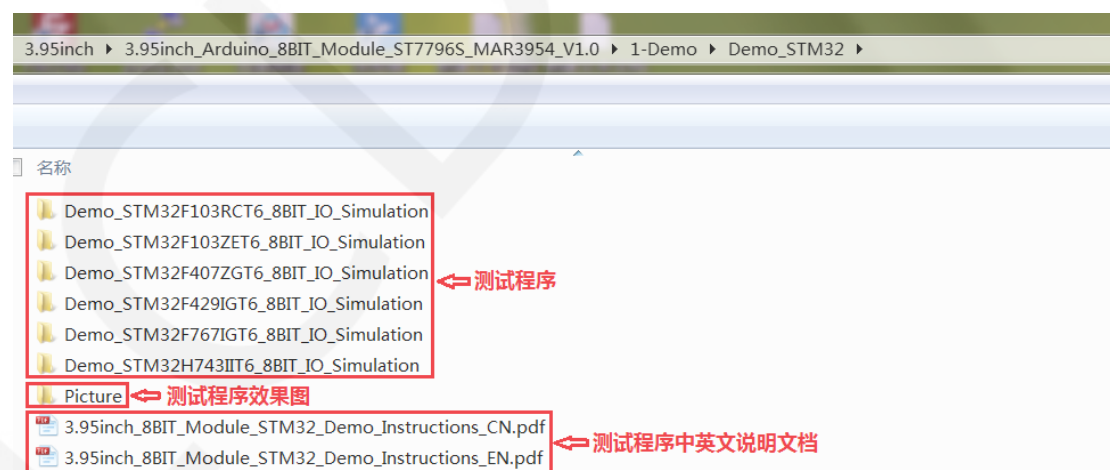 3.95inch ▸ 3.95inch_Arduino_8BIT_Module_ST7796S_MAR3954_V1.0 ▸ 1-Demo ▸ Demo_STM32 ▸
名称
Demo_STM32F103RCT6_8BIT_IO_Simulation
Demo_STM32F103ZET6_8BIT_IO_Simulation
Demo_STM32F407ZGT6_8BIT_IO_Simulation 测试程序
Demo_STM32F429IGT6_8BIT_IO_Simulation
Demo_STM32F767IGT6_8BIT_IO_Simulation
Demo_STM32H743IIT6_8BIT_IO_Simulation
Picture 测试程序效果图
3.95inch_8BIT_Module_STM32_Demo_Instructions_CN.pdf 测试程序中英文说明文档
3.95inch_8BIT_Module_STM32_Demo_Instructions_EN.pdf